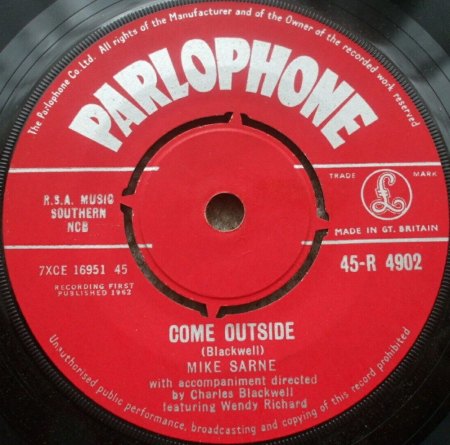 The Parlophone Co. Ltd. All rights of the Manufacturer and of the Owner of the recorded work reserved
PARLOPHONE
R.S.A. MUSIC
SOUTHERN
NCB
TRADE MARK
£
MADE IN GT. BRITAIN
7XCE 16951 45
45-R 4902
RECORDING FIRST
PUBLISHED 1962
COME OUTSIDE
(Blackwell)
MIKE SARNE
with accompaniment directed
by Charles Blackwell
featuring Wendy Richard
Unauthorised public performance, broadcasting and copying of this record prohibited